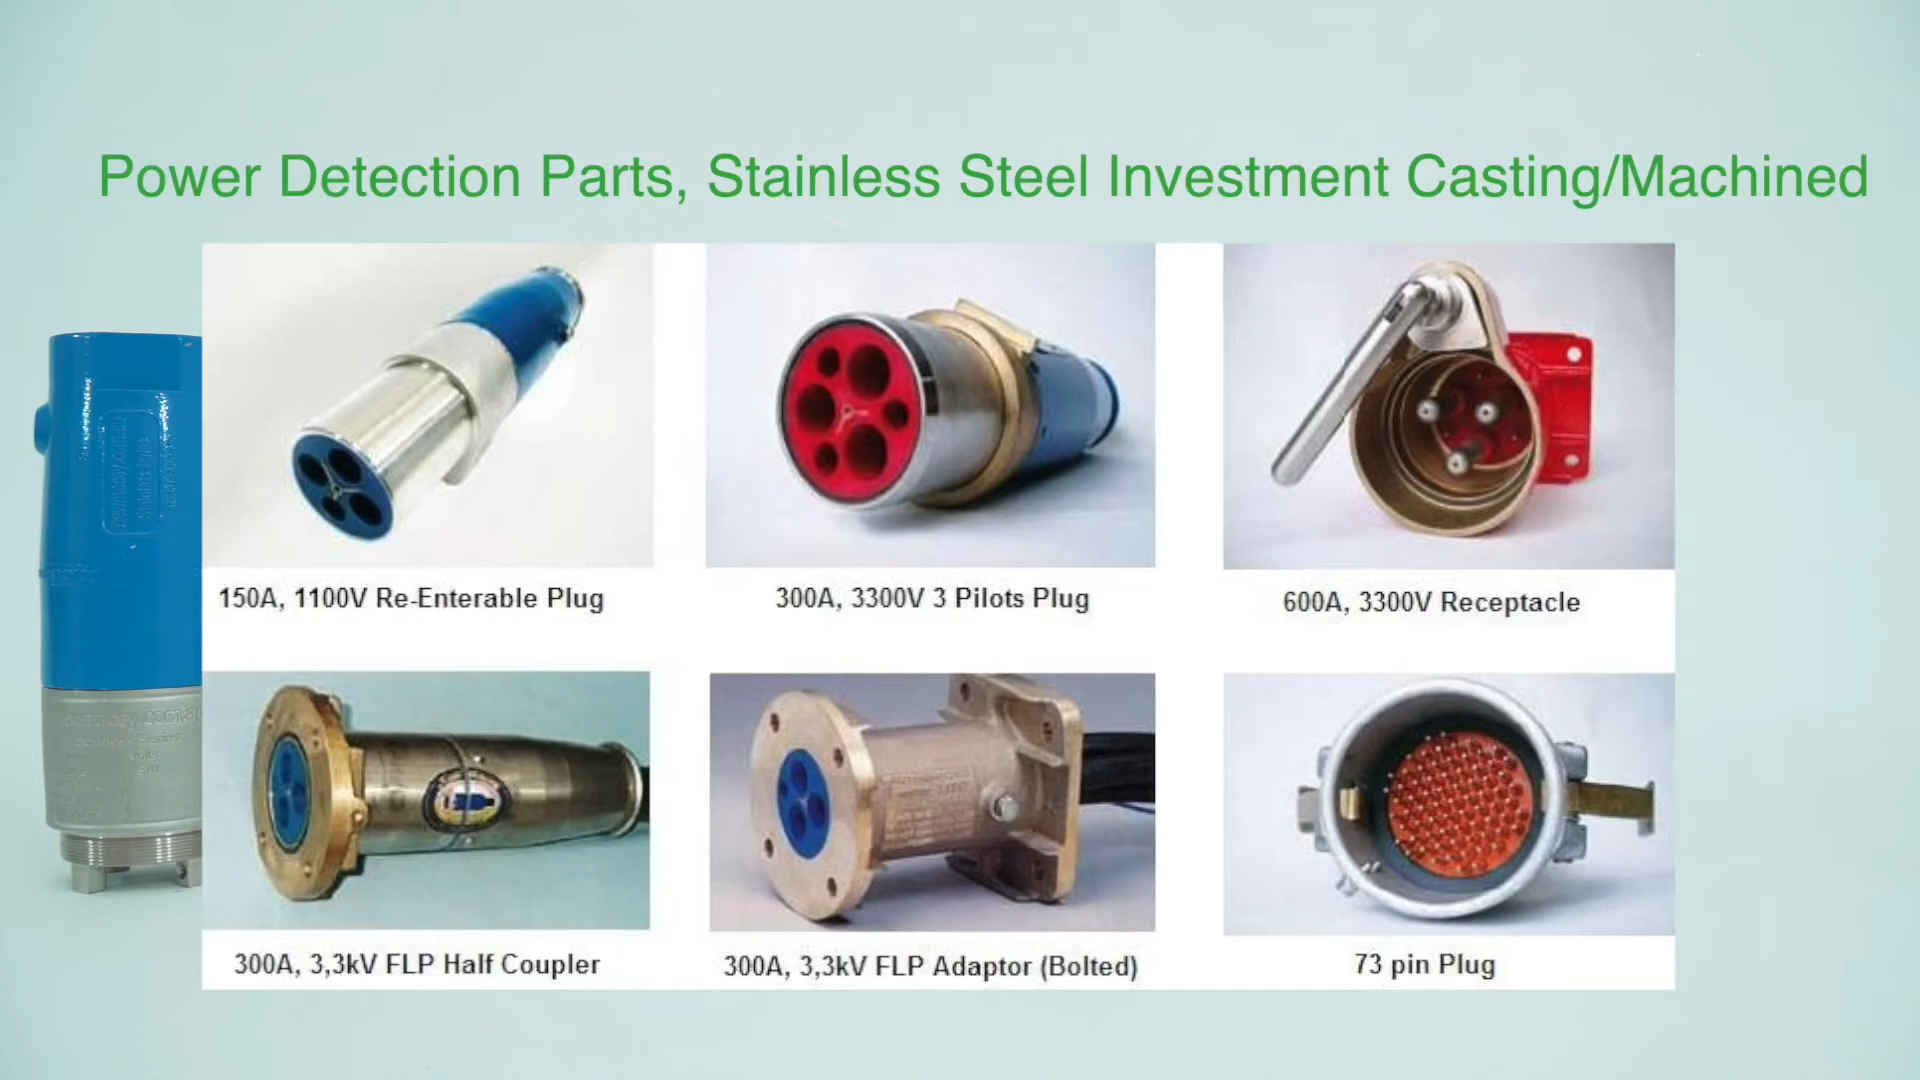 Power Detection Parts, Stainless Steel Investment Casting/Machined
150A, 1100V Re-Enterable Plug
300A, 3300V 3 Pilots Plug
600A, 3300V Receptacle
300A, 3,3kV FLP Half Coupler
300A, 3,3kV FLP Adaptor (Bolted)
73 pin Plug